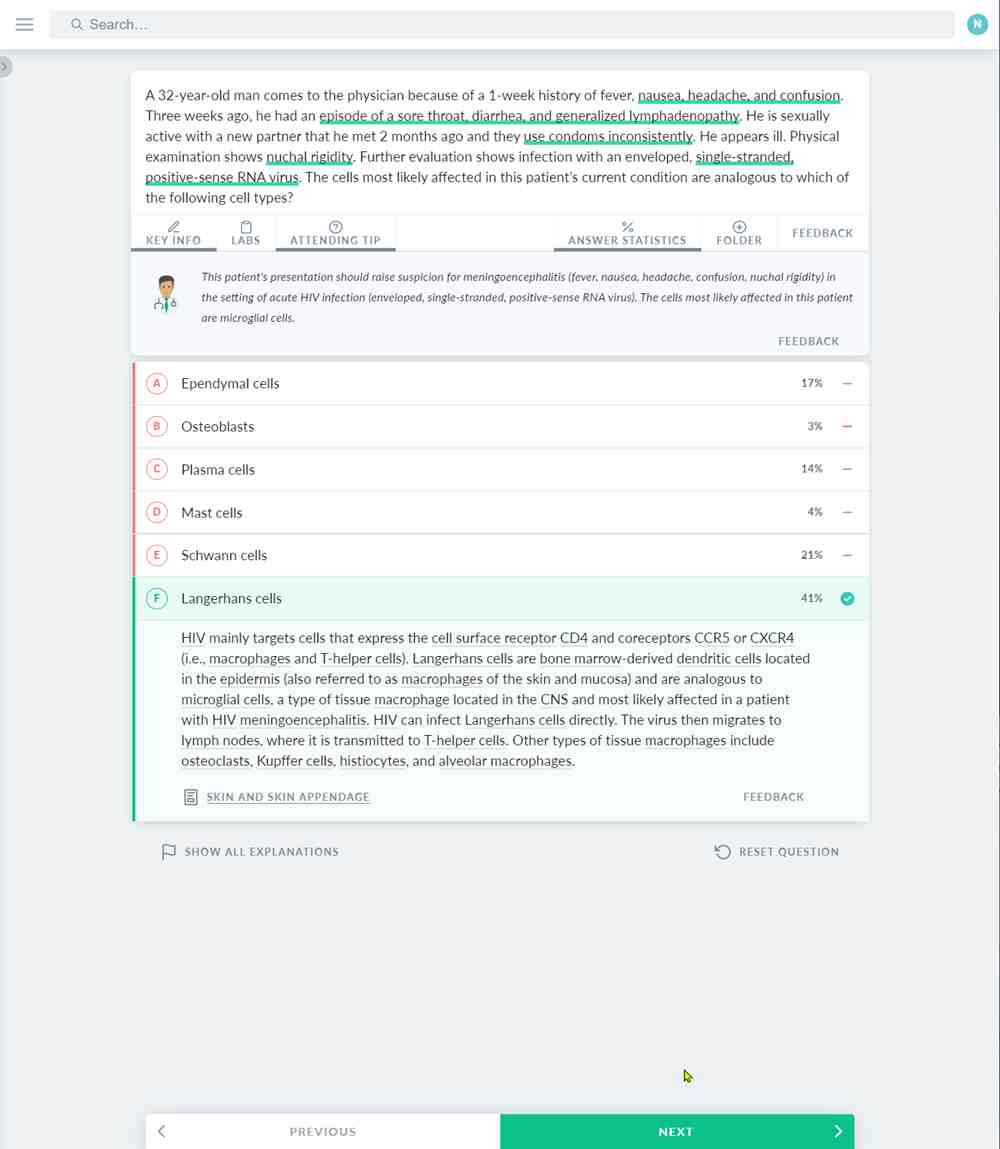 Search...
N
A 32-year-old man comes to the physician because of a 1-week history of fever, nausea, headache, and confusion.
Three weeks ago, he had an episode of a sore throat, diarrhea, and generalized lymphadenopathy. He is sexually
active with a new partner that he met 2 months ago and they use condoms inconsistently. He appears ill. Physical
examination shows nuchal rigidity. Further evaluation shows infection with an enveloped, single-stranded,
positive-sense RNA virus. The cells most likely affected in this patient's current condition are analogous to which of
the following cell types?
KEY INFO LABS ATTENDING TIP % ANSWER STATISTICS FOLDER FEEDBACK
This patient's presentation should raise suspicion for meningoencephalitis (fever, nausea, headache, confusion, nuchal rigidity) in
the setting of acute HIV infection (enveloped, single-stranded, positive-sense RNA virus). The cells most likely affected in this patient
are microglial cells.
FEEDBACK
A Ependymal cells 17%
B Osteoblasts 3%
C Plasma cells 14%
D Mast cells 4%
E Schwann cells 21%
F Langerhans cells 41%
HIV mainly targets cells that express the cell surface receptor CD4 and coreceptors CCR5 or CXCR4
(i.e., macrophages and T-helper cells). Langerhans cells are bone marrow-derived dendritic cells located
in the epidermis (also referred to as macrophages of the skin and mucosa) and are analogous to
microglial cells, a type of tissue macrophage located in the CNS and most likely affected in a patient
with HIV meningoencephalitis. HIV can infect Langerhans cells directly. The virus then migrates to
lymph nodes, where it is transmitted to T-helper cells. Other types of tissue macrophages include
osteoclasts, Kupffer cells, histiocytes, and alveolar macrophages.
SKIN AND SKIN APPENDAGE FEEDBACK
SHOW ALL EXPLANATIONS RESET QUESTION
PREVIOUS NEXT